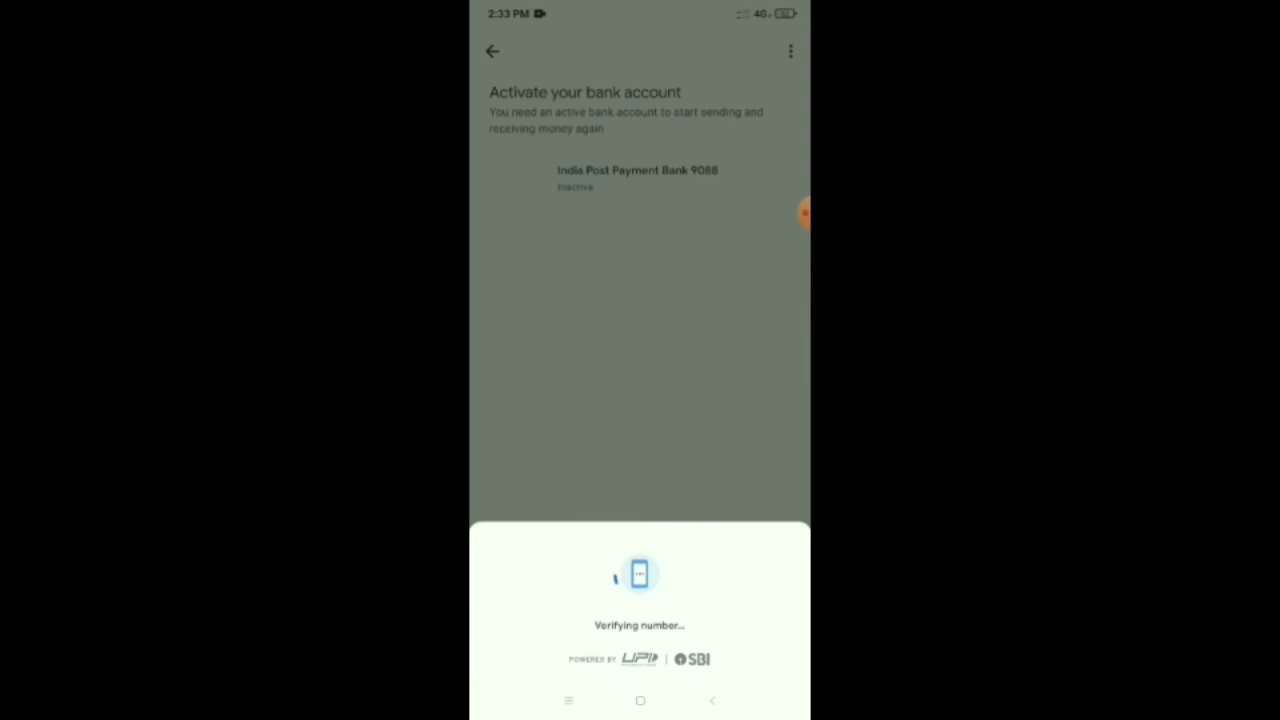 2:33 PM
4G
Activate your bank account
You need an active bank account to start sending and
receiving money again
India Post Payment Bank 9088
Inactive
Verifying number...
POWERED BY UPI | SBI